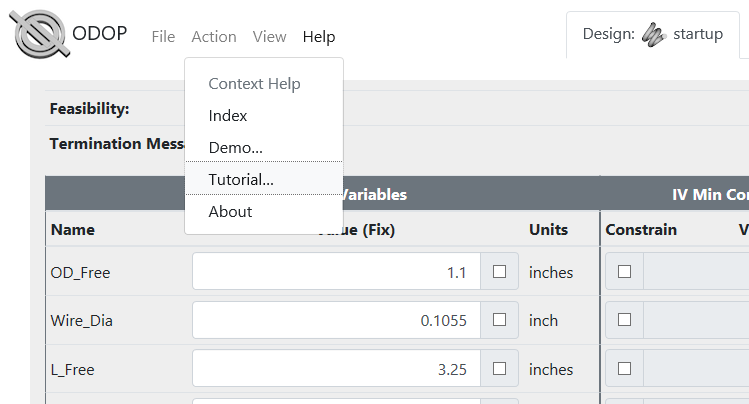 ODOP File Action View Help Design: startup
Context Help
Feasibility:
Index
Termination Mess
Demo...
Tutorial...
Variables IV Min Co
About
Name Value (Fix) Units Constrain V
OD_Free 1.1 inches
Wire_Dia 0.1055 inch
L_Free 3.25 inches